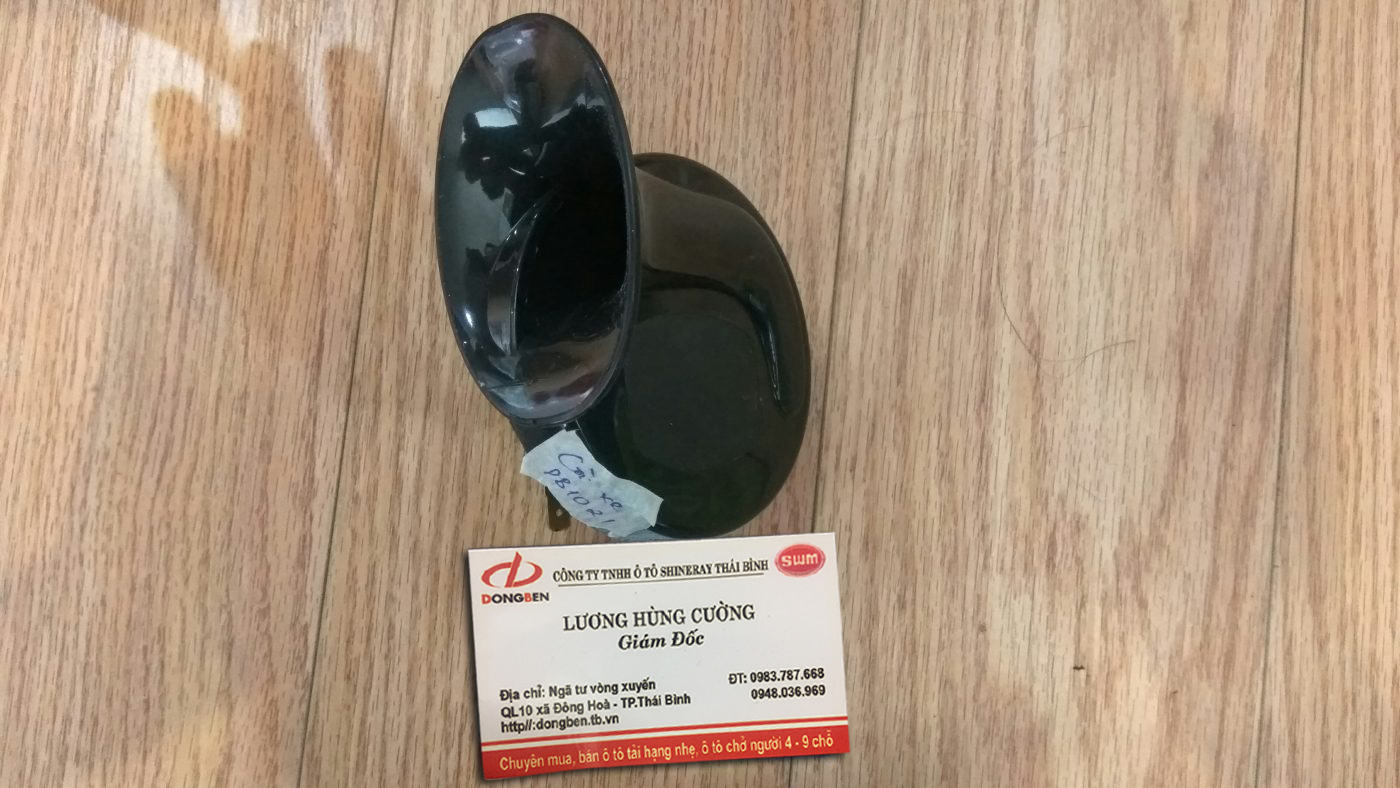 Còi xe
DB1021
DONGBEN
CÔNG TY TNHH Ô TÔ SHINERAY THÁI BÌNH
SWM
LƯƠNG HÙNG CƯỜNG
Giám Đốc
Địa chỉ: Ngã tư vòng xuyến
QL10 xã Đông Hoà - TP.Thái Bình
http//:dongben.tb.vn
ĐT: 0983.787.668
0948.036.969
Chuyên mua, bán ô tô tải hạng nhẹ, ô tô chở người 4 - 9 chỗ